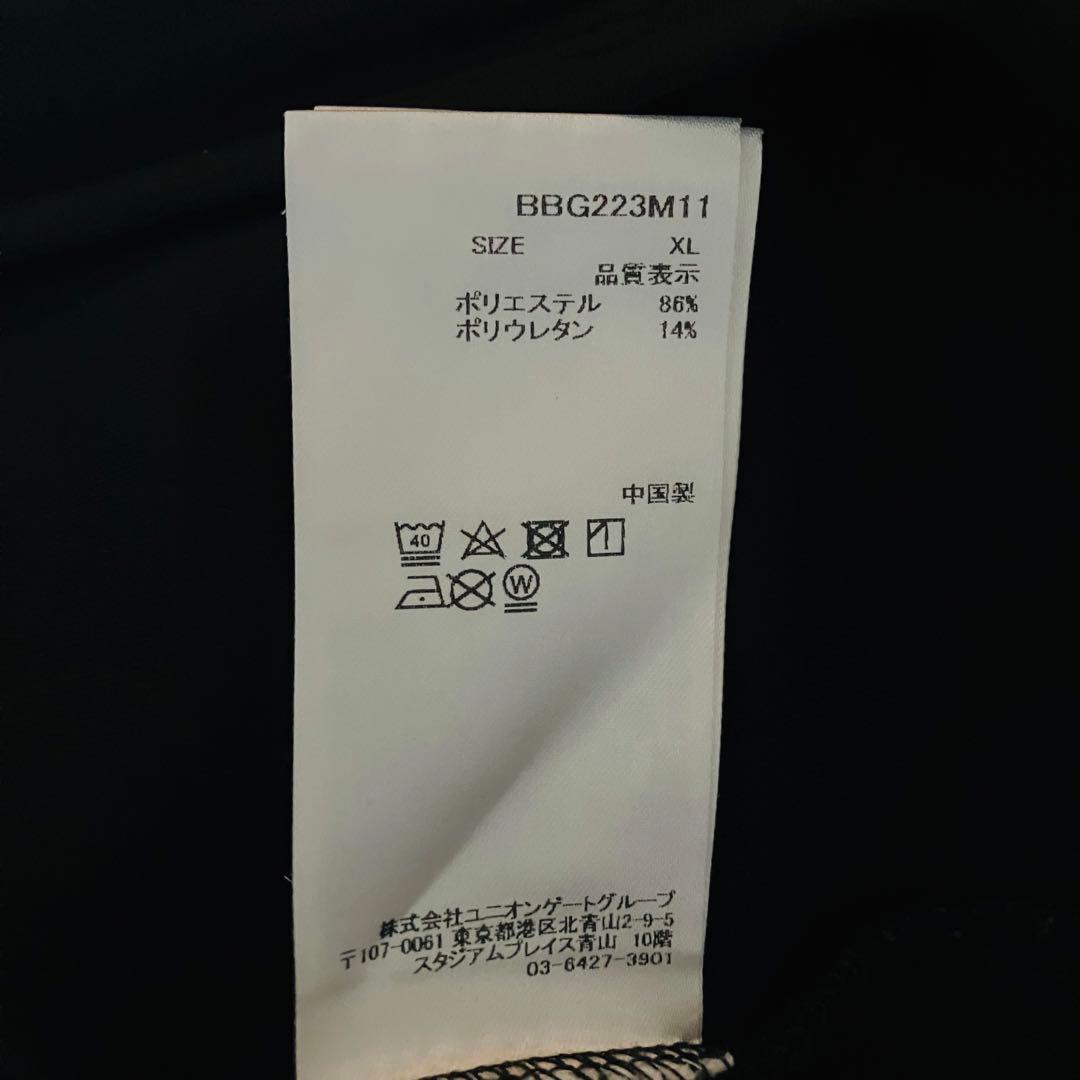 BBG223M11
SIZE XL
品質表示
ポリエステル 86%
ポリウレタン 14%
中国製
40
W
株式会社ユニオンゲートグループ
〒107-0061 東京都港区北青山2-9-5
スタジアムプレイス青山 10階
03-6427-3901